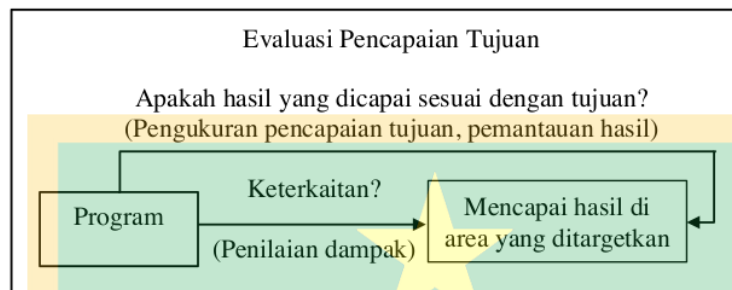 Evaluasi Pencapaian Tujuan
Apakah hasil yang dicapai sesuai dengan tujuan?
(Pengukuran pencapaian tujuan, pemantauan hasil)
Keterkaitan?
Program
Mencapai hasil di
area yang ditargetkan
(Penilaian dampak)